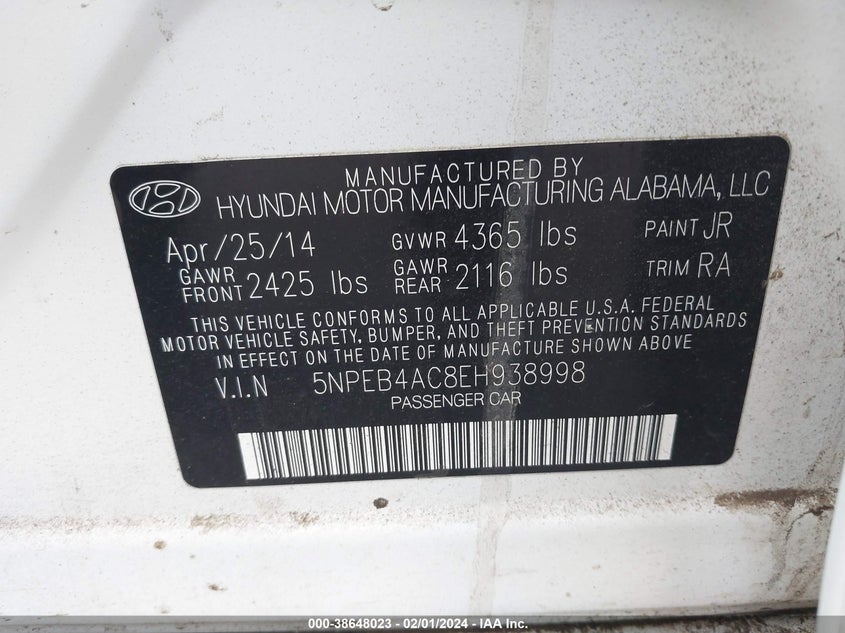 MANUFACTURED BY
HYUNDAI MOTOR MANUFACTURING ALABAMA, LLC
Apr/25/14 GVWR 4365 lbs PAINT JR
GAWR FRONT 2425 lbs GAWR REAR 2116 lbs TRIM RA
THIS VEHICLE CONFORMS TO ALL APPLICABLE U.S.A. FEDERAL
MOTOR VEHICLE SAFETY, BUMPER, AND THEFT PREVENTION STANDARDS
IN EFFECT ON THE DATE OF MANUFACTURE SHOWN ABOVE
V.I.N 5NPEB4AC8EH938998
PASSENGER CAR
000-38648023 - 02/01/2024 - IAA Inc.